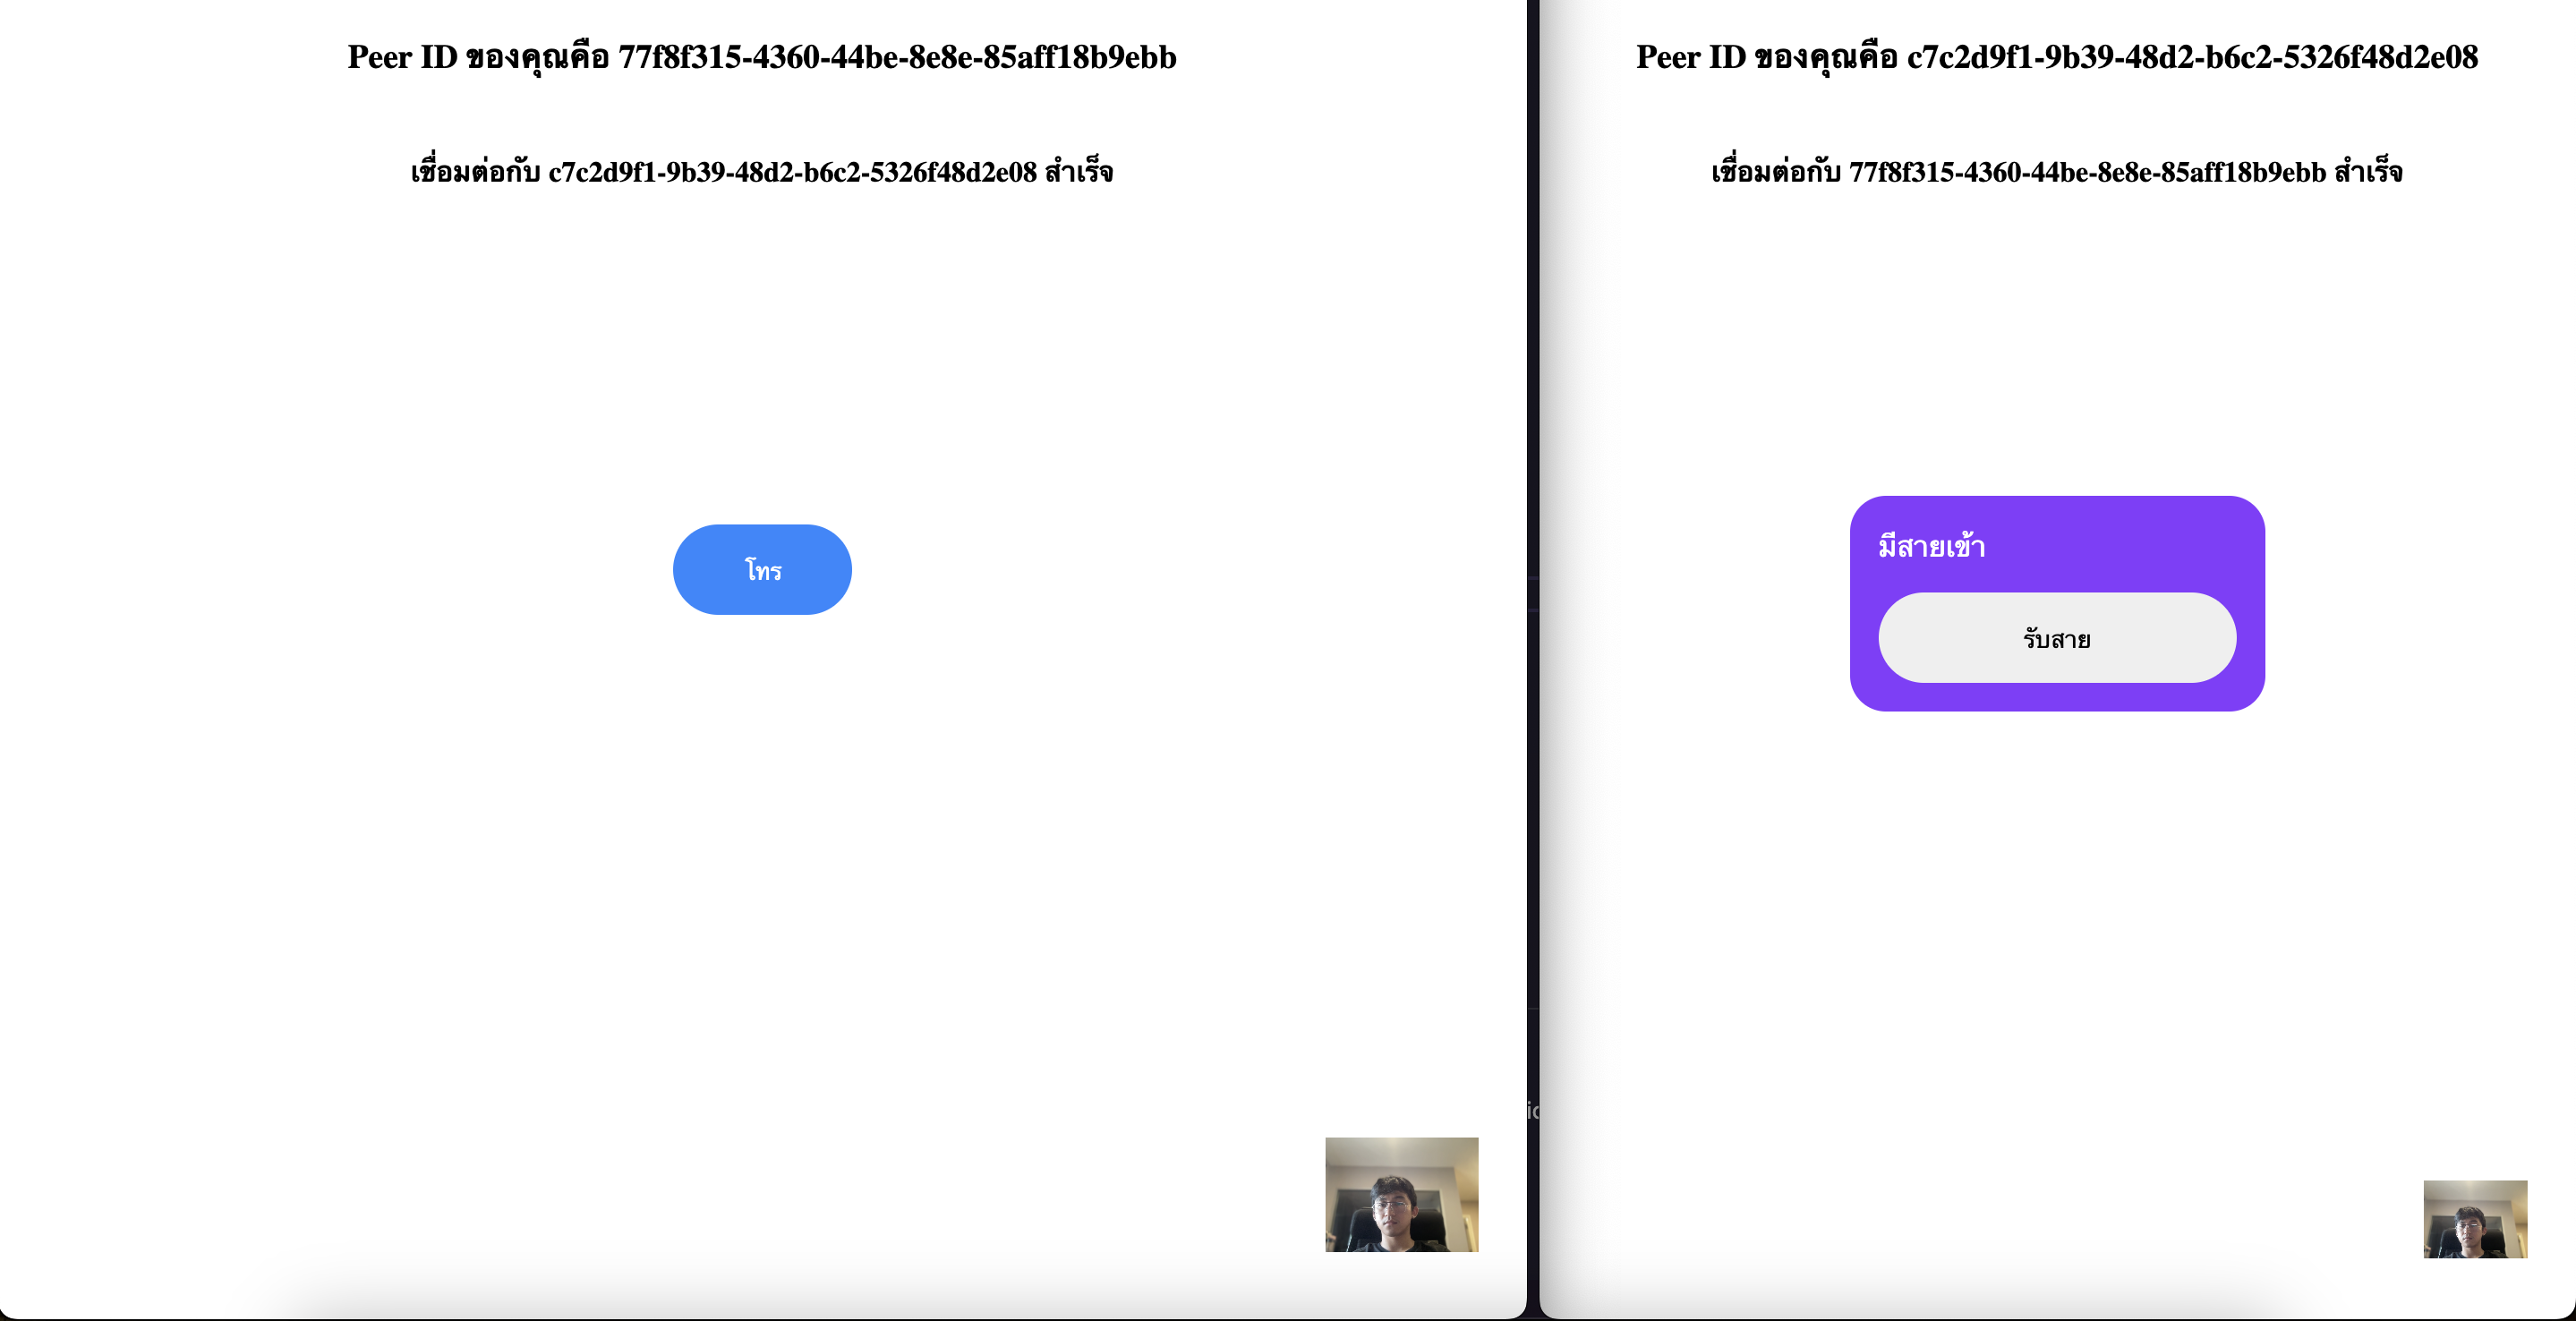 Peer ID ของคุณคือ 77f8f315-4360-44be-8e8e-85aff18b9ebb
เชื่อมต่อกับ c7c2d9f1-9b39-48d2-b6c2-5326f48d2e08 สำเร็จ
โทร
Peer ID ของคุณคือ c7c2d9f1-9b39-48d2-b6c2-5326f48d2e08
เชื่อมต่อกับ 77f8f315-4360-44be-8e8e-85aff18b9ebb สำเร็จ
มีสายเข้า
รับสาย